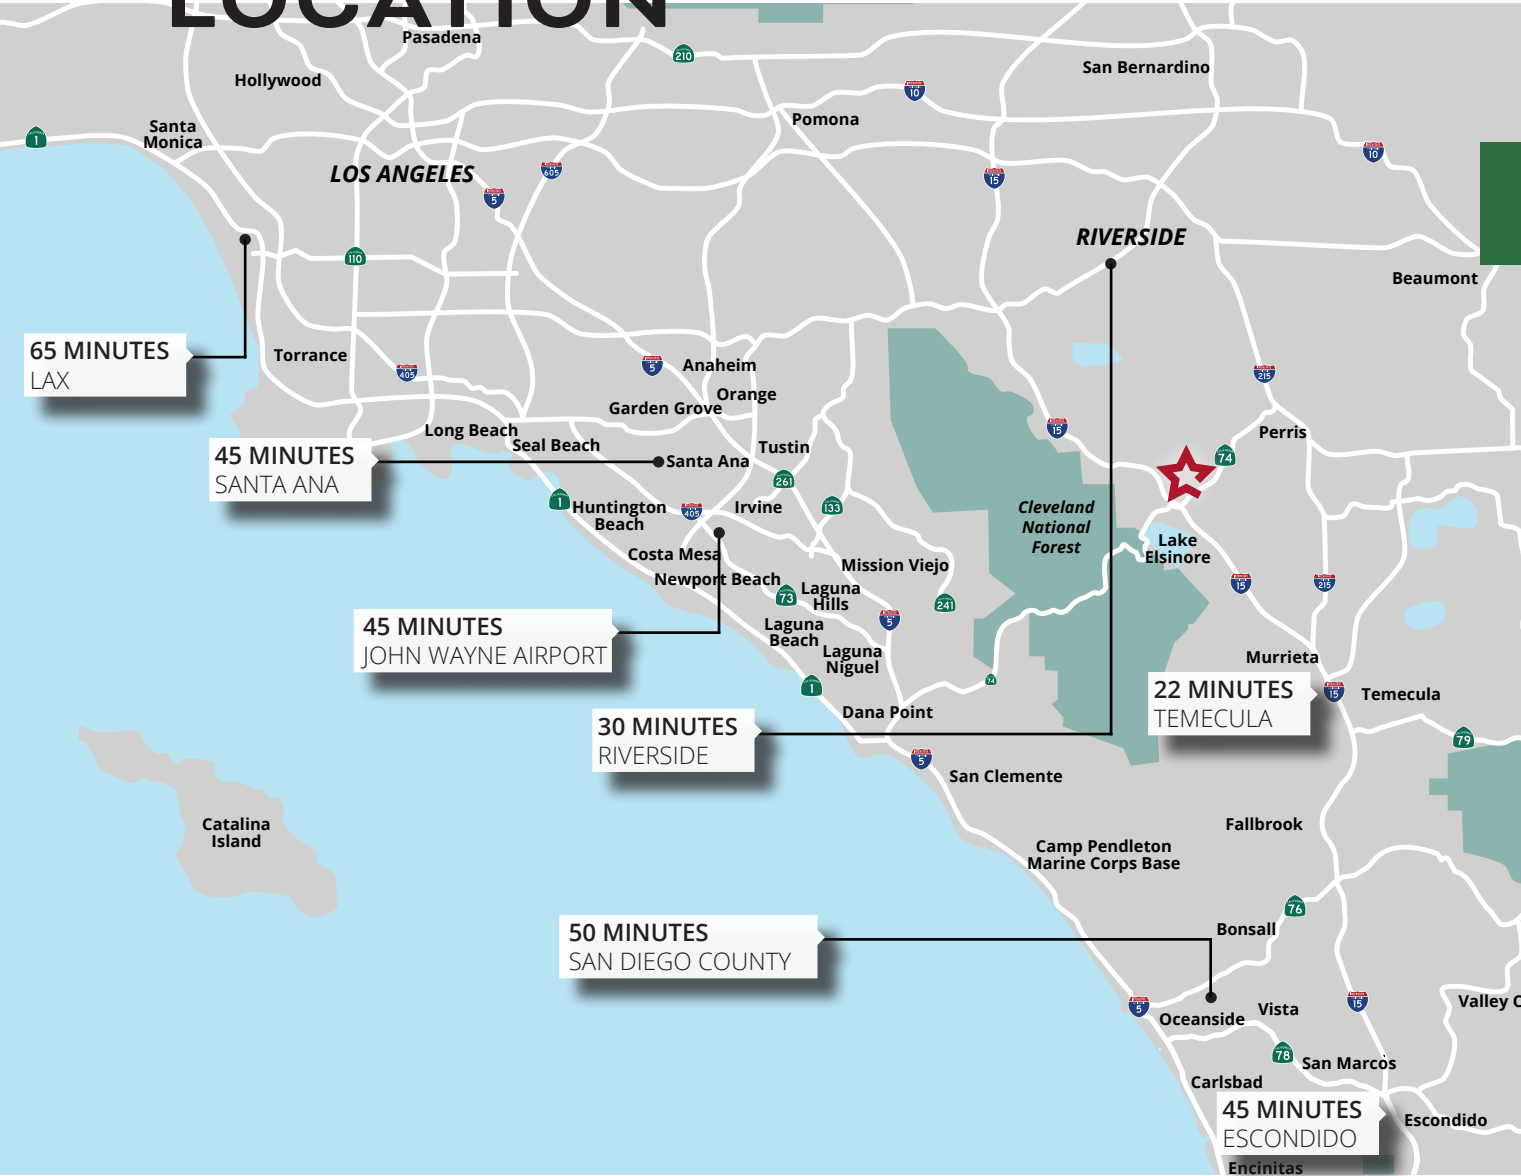 LOCATION
Pasadena
210
Hollywood
San Bernardino
10
Pomona
Santa
Monica
1
10
LOS ANGELES
605
5
15
RIVERSIDE
110
Beaumont
65 MINUTES
LAX
Torrance
405
5
Anaheim
215
Orange
Garden Grove
15
Perris
Long Beach
Seal Beach
Tustin
74
45 MINUTES
SANTA ANA
Santa Ana
261
1
Huntington
Beach
405
Irvine
133
Cleveland
National
Forest
Lake
Elsinore
Costa Mesa
Mission Viejo
Newport Beach
15
215
73
Laguna
Hills
241
45 MINUTES
JOHN WAYNE AIRPORT
5
Laguna
Beach
Laguna
Niguel
Murrieta
1
74
22 MINUTES
TEMECULA
15
Temecula
Dana Point
30 MINUTES
RIVERSIDE
79
5
San Clemente
Catalina
Island
Fallbrook
Camp Pendleton
Marine Corps Base
76
50 MINUTES
SAN DIEGO COUNTY
Bonsall
5
Oceanside
Vista
15
Valley C
78
San Marcos
Carlsbad
45 MINUTES
ESCONDIDO
Escondido
Encinitas